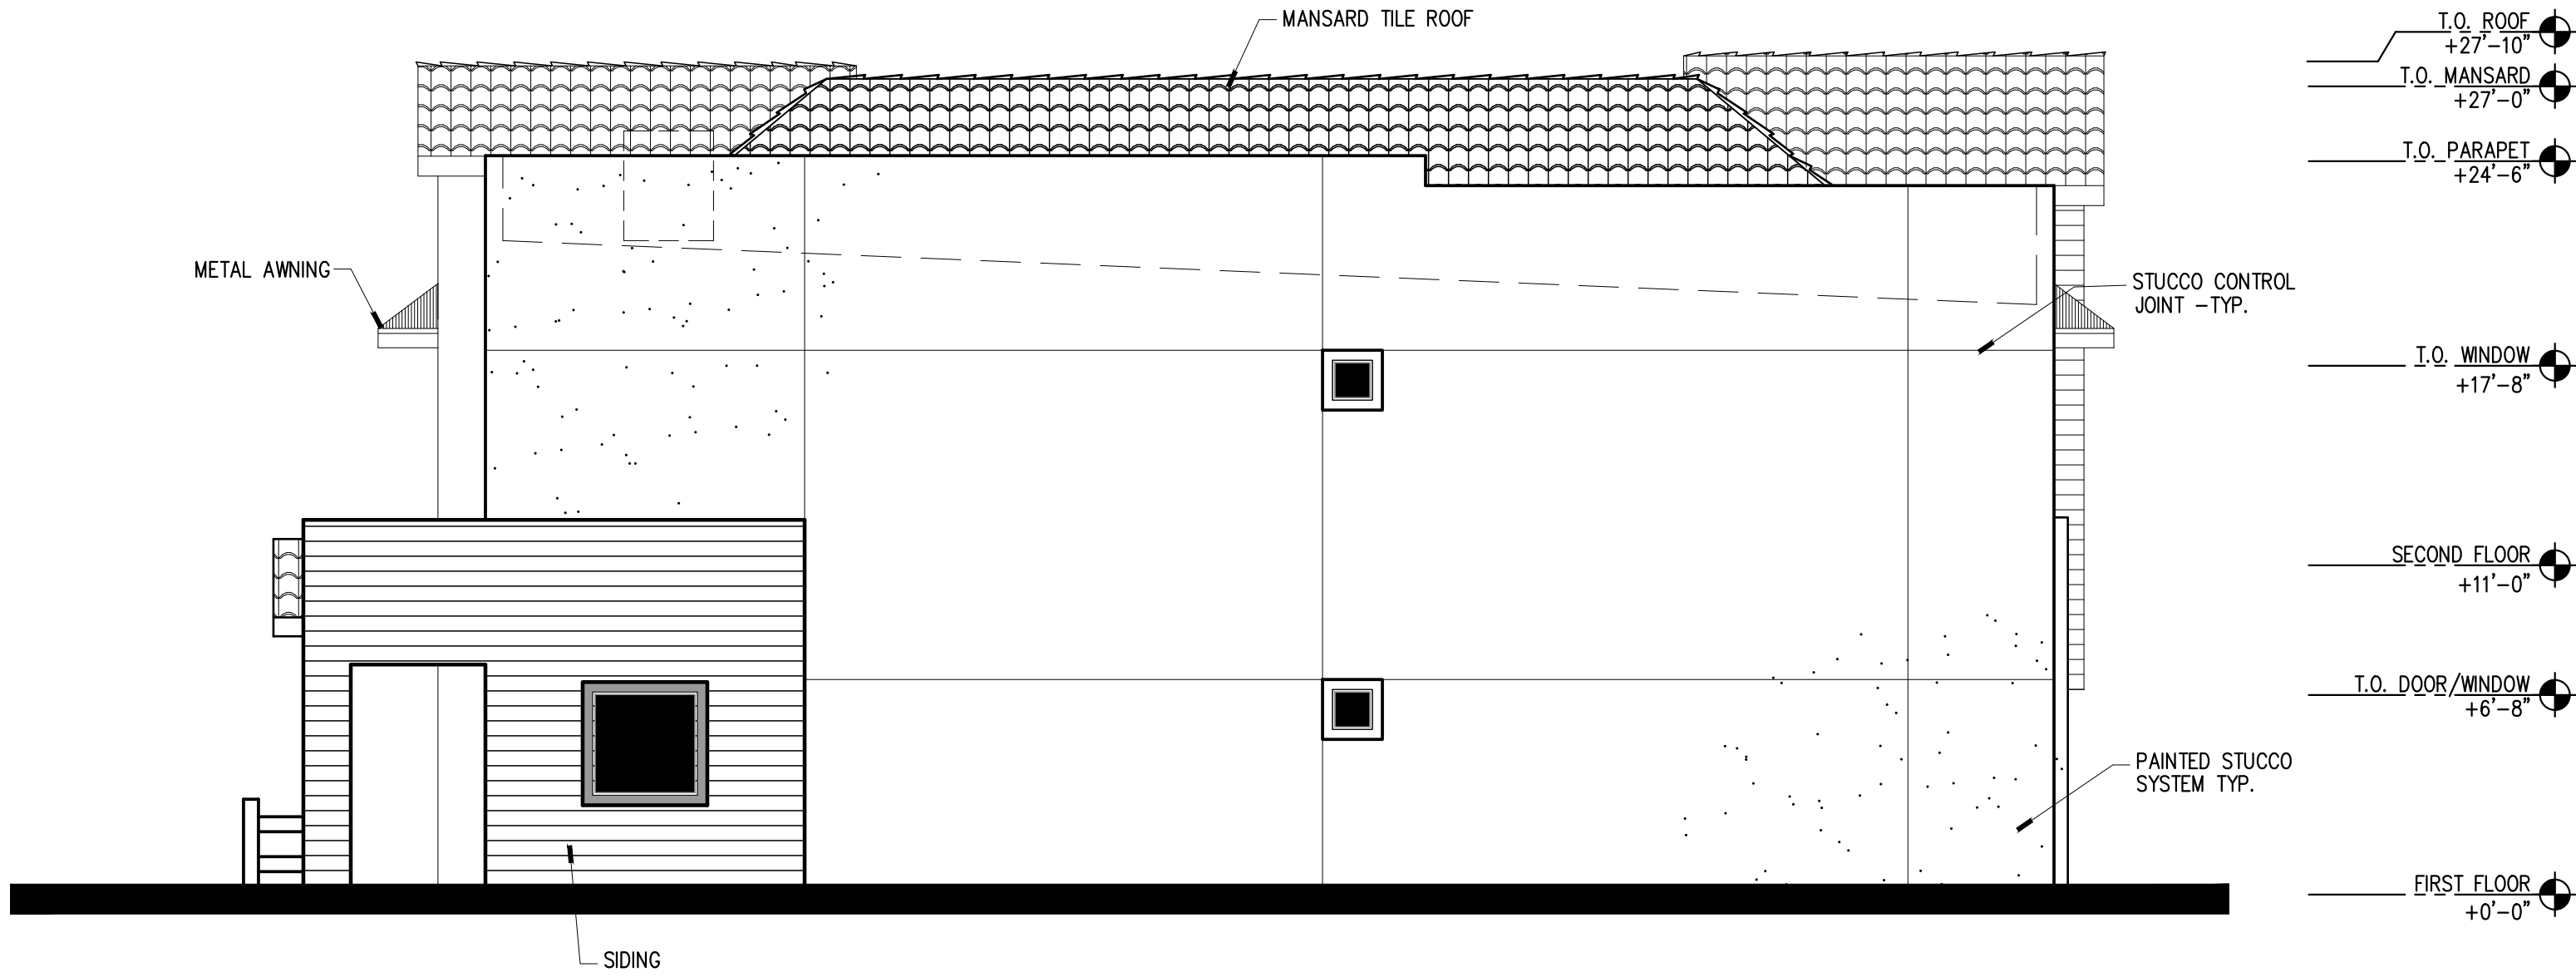 MANSARD TILE ROOF
T.O. ROOF
+27'-10"
T.O. MANSARD
+27'-0"
T.O. PARAPET
+24'-6"
METAL AWNING
STUCCO CONTROL
JOINT -TYP.
T.O. WINDOW
+17'-8"
SECOND FLOOR
+11'-0"
T.O. DOOR/WINDOW
+6'-8"
PAINTED STUCCO
SYSTEM TYP.
FIRST FLOOR
+0'-0"
SIDING